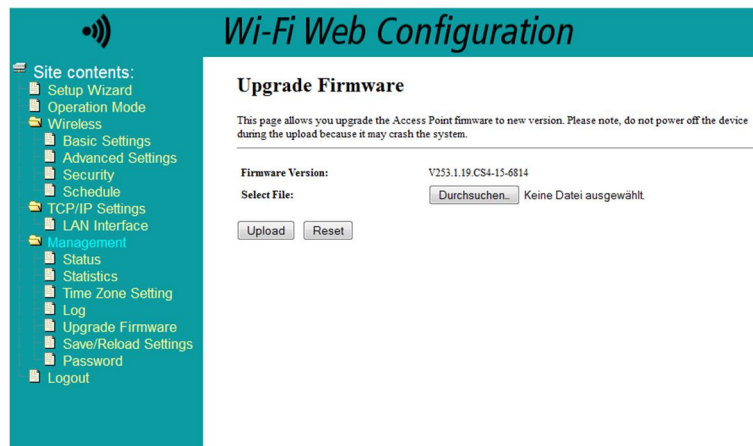 Wi-Fi Web Configuration
Site contents:
Setup Wizard
Operation Mode
Wireless
Basic Settings
Advanced Settings
Security
Schedule
TCP/IP Settings
LAN Interface
Management
Status
Statistics
Time Zone Setting
Log
Upgrade Firmware
Save/Reload Settings
Password
Logout
Upgrade Firmware
This page allows you upgrade the Access Point firmware to new version. Please note, do not power off the device
during the upload because it may crash the system.
Firmware Version: V253.1.19.CS4-15-6814
Select File: Durchsuchen... Keine Datei ausgewählt.
Upload Reset